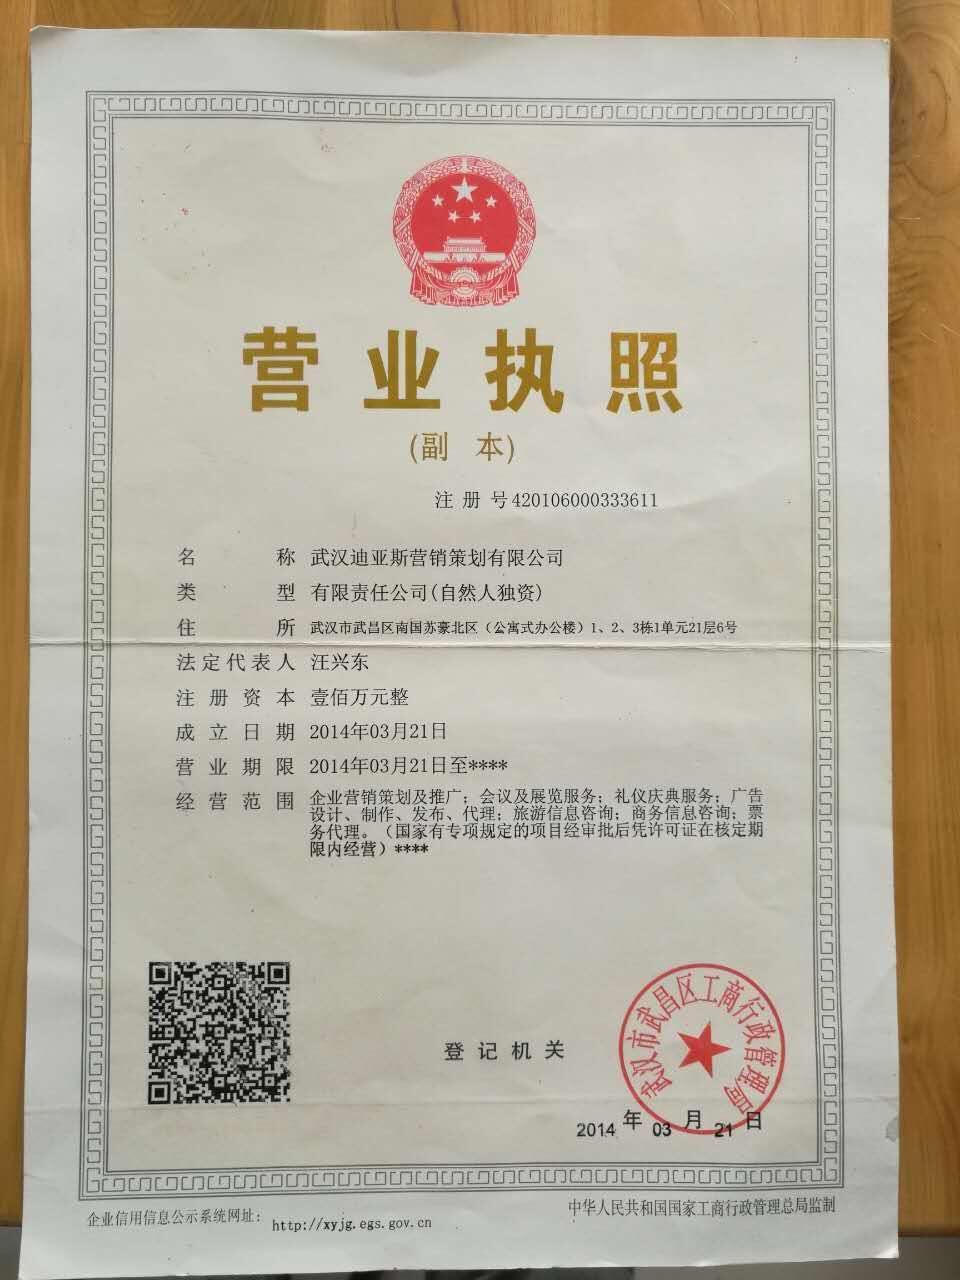 营业执照
(副 本)
注 册 号 420106000333611
名 称 武汉迪亚斯营销策划有限公司
类 型 有限责任公司(自然人独资)
住 所 武汉市武昌区南国苏豪北区（公寓式办公楼）1、2、3栋1单元21层6号
法定代表人 汪兴东
注 册 资 本 壹佰万元整
成 立 日 期 2014年03月21日
营 业 期 限 2014年03月21日至****
经 营 范 围 企业营销策划及推广；会议及展览服务；礼仪庆典服务；广告
设计、制作、发布、代理；旅游信息咨询；商务信息咨询；票
务代理。（国家有专项规定的项目经审批后凭许可证在核定期
限内经营）****
武汉市武昌区工商行政管理局
登 记 机 关
2014 年 03 月 21 日
企业信用信息公示系统网址： http://xyjg.egs.gov.cn
中华人民共和国国家工商行政管理总局监制